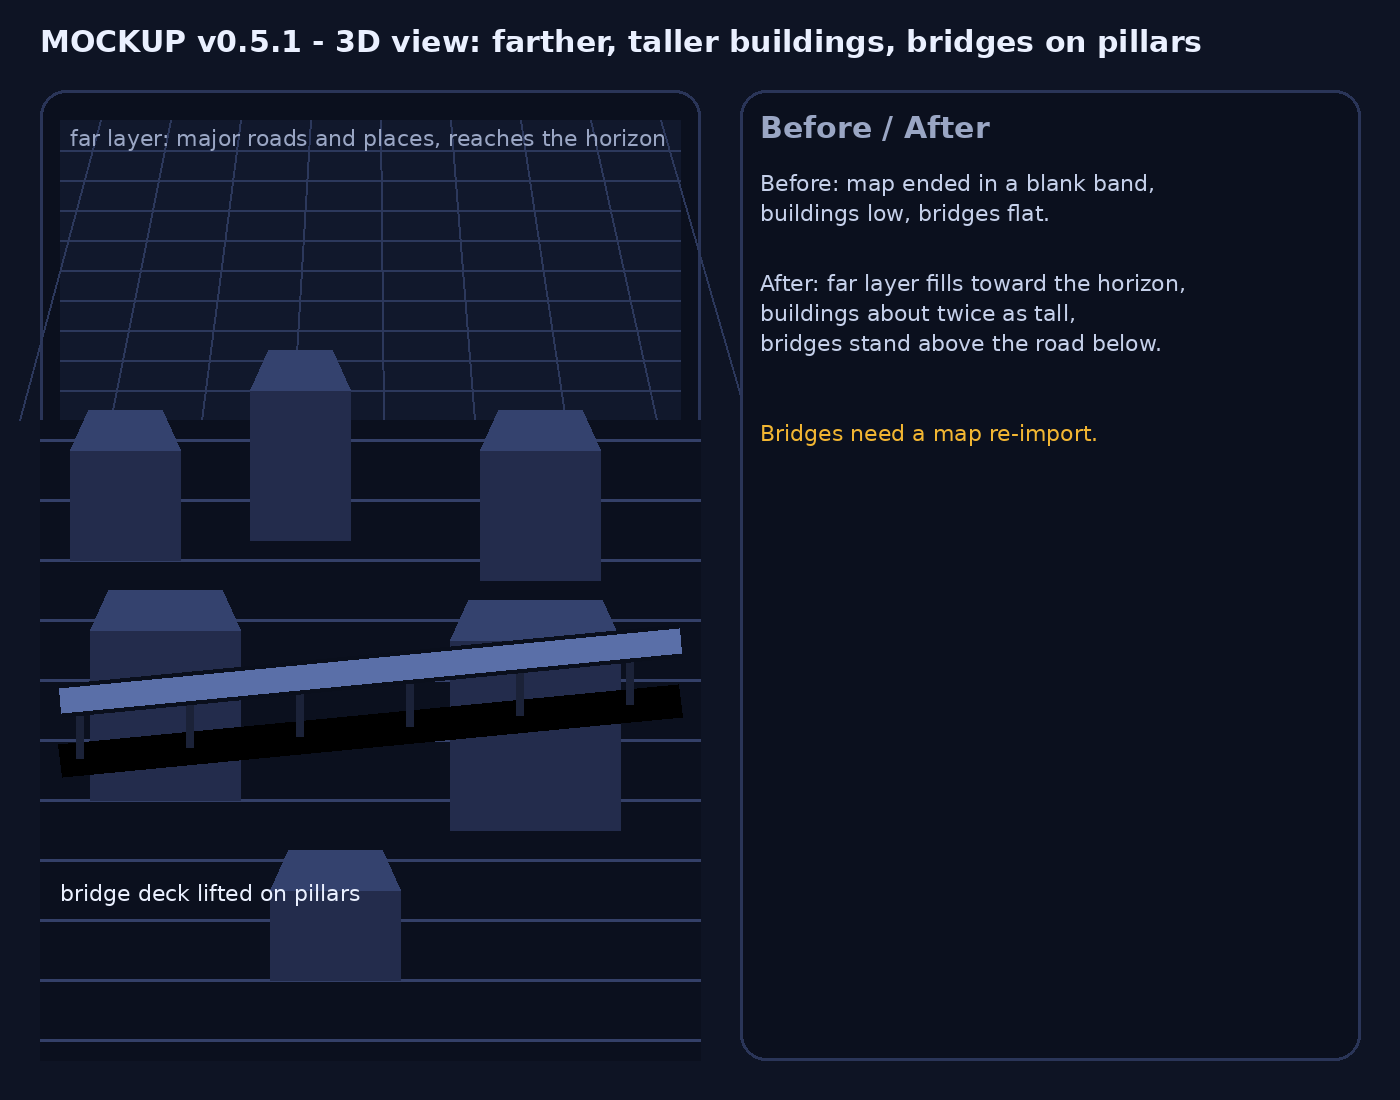 MOCKUP v0.5.1 - 3D view: farther, taller buildings, bridges on pillars
far layer: major roads and places, reaches the horizon
bridge deck lifted on pillars
Before / After
Before: map ended in a blank band,
buildings low, bridges flat.
After: far layer fills toward the horizon,
buildings about twice as tall,
bridges stand above the road below.
Bridges need a map re-import.